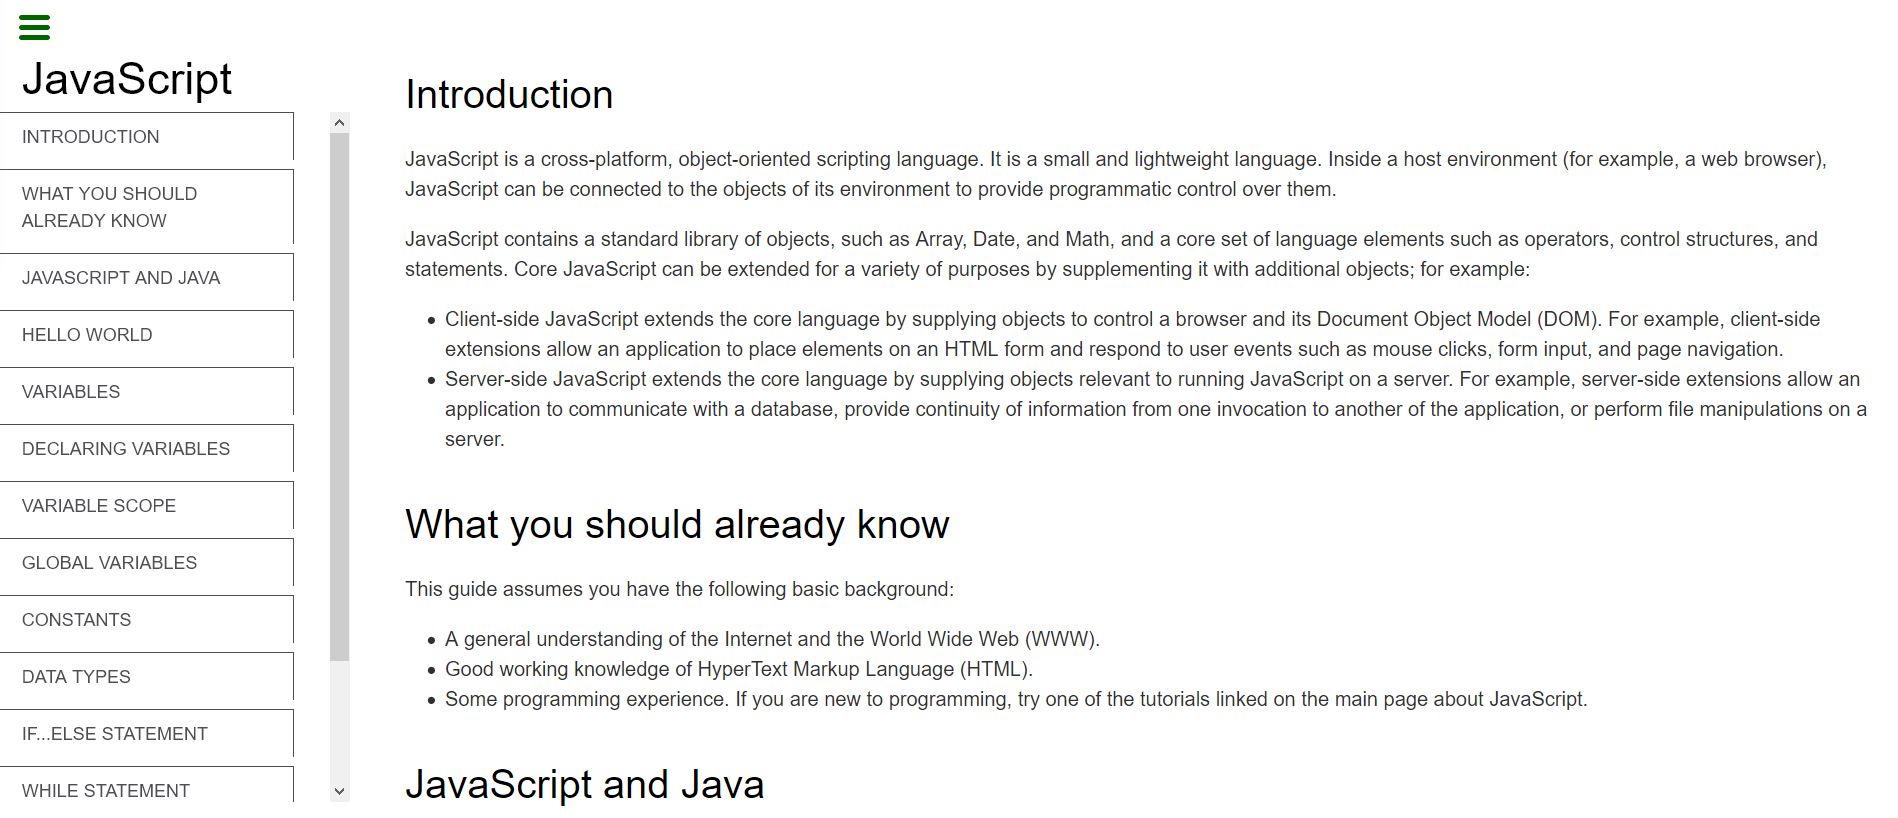 JavaScript
INTRODUCTION
WHAT YOU SHOULD
ALREADY KNOW
JAVASCRIPT AND JAVA
HELLO WORLD
VARIABLES
DECLARING VARIABLES
VARIABLE SCOPE
GLOBAL VARIABLES
CONSTANTS
DATA TYPES
IF...ELSE STATEMENT
WHILE STATEMENT
Introduction
JavaScript is a cross-platform, object-oriented scripting language. It is a small and lightweight language. Inside a host environment (for example, a web browser),
JavaScript can be connected to the objects of its environment to provide programmatic control over them.
JavaScript contains a standard library of objects, such as Array, Date, and Math, and a core set of language elements such as operators, control structures, and
statements. Core JavaScript can be extended for a variety of purposes by supplementing it with additional objects; for example:
• Client-side JavaScript extends the core language by supplying objects to control a browser and its Document Object Model (DOM). For example, client-side
extensions allow an application to place elements on an HTML form and respond to user events such as mouse clicks, form input, and page navigation.
• Server-side JavaScript extends the core language by supplying objects relevant to running JavaScript on a server. For example, server-side extensions allow an
application to communicate with a database, provide continuity of information from one invocation to another of the application, or perform file manipulations on a
server.
What you should already know
This guide assumes you have the following basic background:
• A general understanding of the Internet and the World Wide Web (WWW).
• Good working knowledge of HyperText Markup Language (HTML).
• Some programming experience. If you are new to programming, try one of the tutorials linked on the main page about JavaScript.
JavaScript and Java